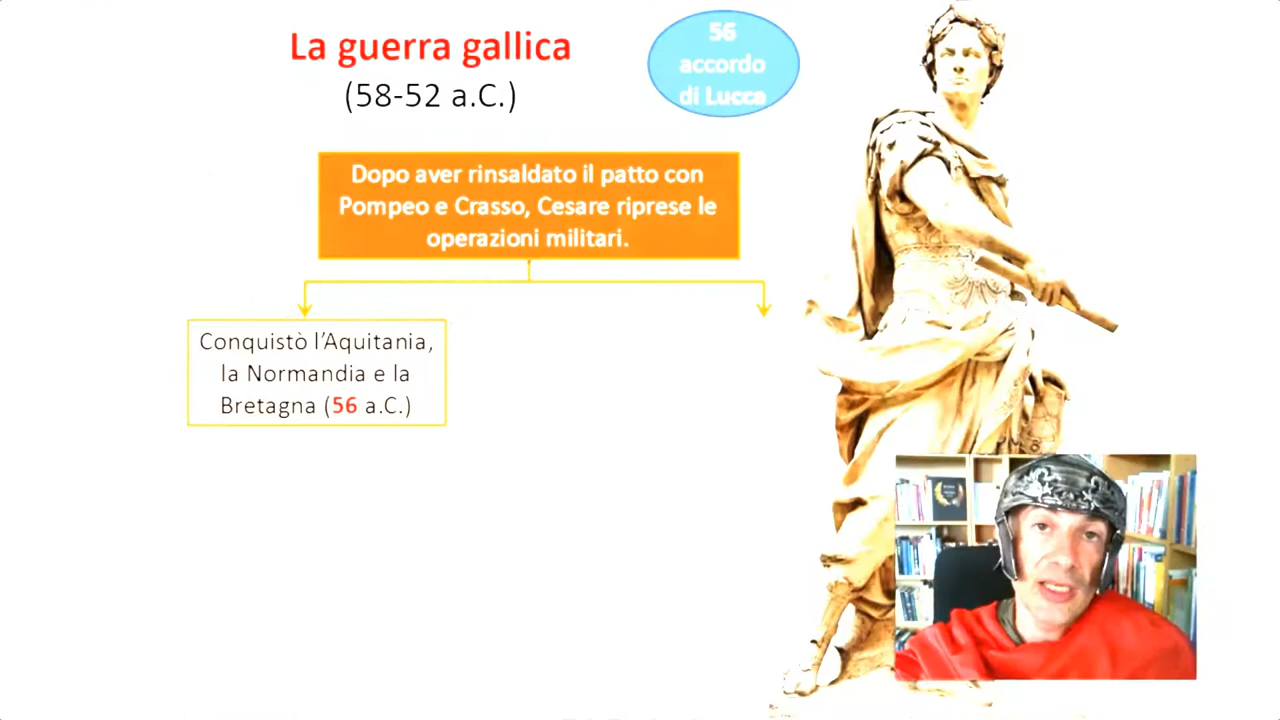 La guerra gallica
(58-52 a.C.)
56
accordo
di Lucca
Dopo aver rinsaldato il patto con
Pompeo e Crasso, Cesare riprese le
operazioni militari.
Conquistò l'Aquitania,
la Normandia e la
Bretagna (56 a.C.)